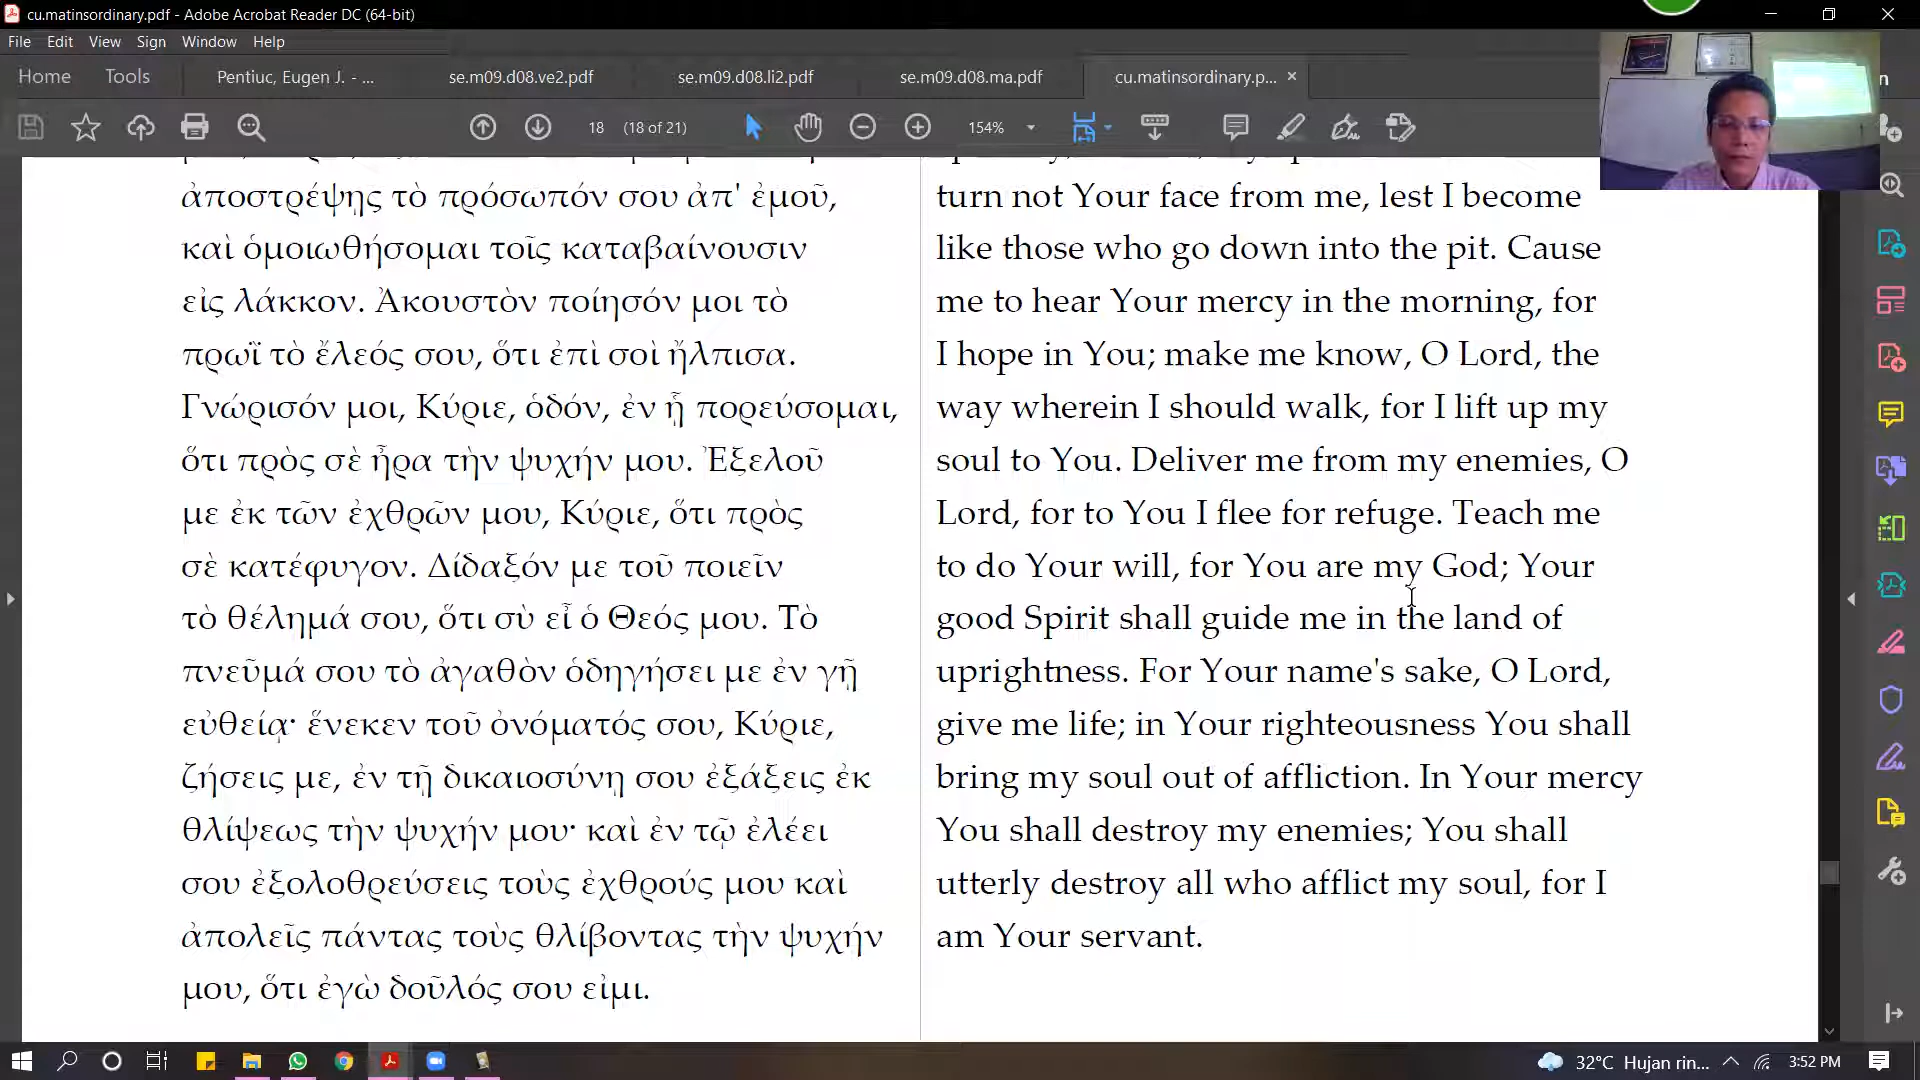 cu.matinsordinary.pdf - Adobe Acrobat Reader DC (64-bit)
File Edit View Sign Window Help
Home Tools Pentiuc, Eugen J. - ... se.m09.d08.ve2.pdf se.m09.d08.li2.pdf se.m09.d08.ma.pdf cu.matinsordinary.p...
18 (18 of 21) 154%
ἀποστρέψῃς τὸ πρόσωπόν σου ἀπ' ἐμοῦ,
καὶ ὁμοιωθήσομαι τοῖς καταβαίνουσιν
εἰς λάκκον. Ἀκουστὸν ποίησόν μοι τὸ
πρωῒ τὸ ἔλεός σου, ὅτι ἐπὶ σοὶ ἤλπισα.
Γνώρισόν μοι, Κύριε, ὁδόν, ἐν ᾗ πορεύσομαι,
ὅτι πρὸς σὲ ἦρα τὴν ψυχήν μου. Ἐξελοῦ
με ἐκ τῶν ἐχθρῶν μου, Κύριε, ὅτι πρὸς
σὲ κατέφυγον. Δίδαξόν με τοῦ ποιεῖν
τὸ θέλημά σου, ὅτι σὺ εἶ ὁ Θεός μου. Τὸ
πνεῦμά σου τὸ ἀγαθὸν ὁδηγήσει με ἐν γῇ
εὐθείᾳ· ἕνεκεν τοῦ ὀνόματός σου, Κύριε,
ζήσεις με, ἐν τῇ δικαιοσύνῃ σου ἐξάξεις ἐκ
θλίψεως τὴν ψυχήν μου· καὶ ἐν τῷ ἐλέει
σου ἐξολοθρεύσεις τοὺς ἐχθρούς μου καὶ
ἀπολεῖς πάντας τοὺς θλίβοντας τὴν ψυχήν
μου, ὅτι ἐγὼ δοῦλός σου εἰμι.
turn not Your face from me, lest I become
like those who go down into the pit. Cause
me to hear Your mercy in the morning, for
I hope in You; make me know, O Lord, the
way wherein I should walk, for I lift up my
soul to You. Deliver me from my enemies, O
Lord, for to You I flee for refuge. Teach me
to do Your will, for You are my God; Your
good Spirit shall guide me in the land of
uprightness. For Your name's sake, O Lord,
give me life; in Your righteousness You shall
bring my soul out of affliction. In Your mercy
You shall destroy my enemies; You shall
utterly destroy all who afflict my soul, for I
am Your servant.
32°C Hujan rin... 3:52 PM